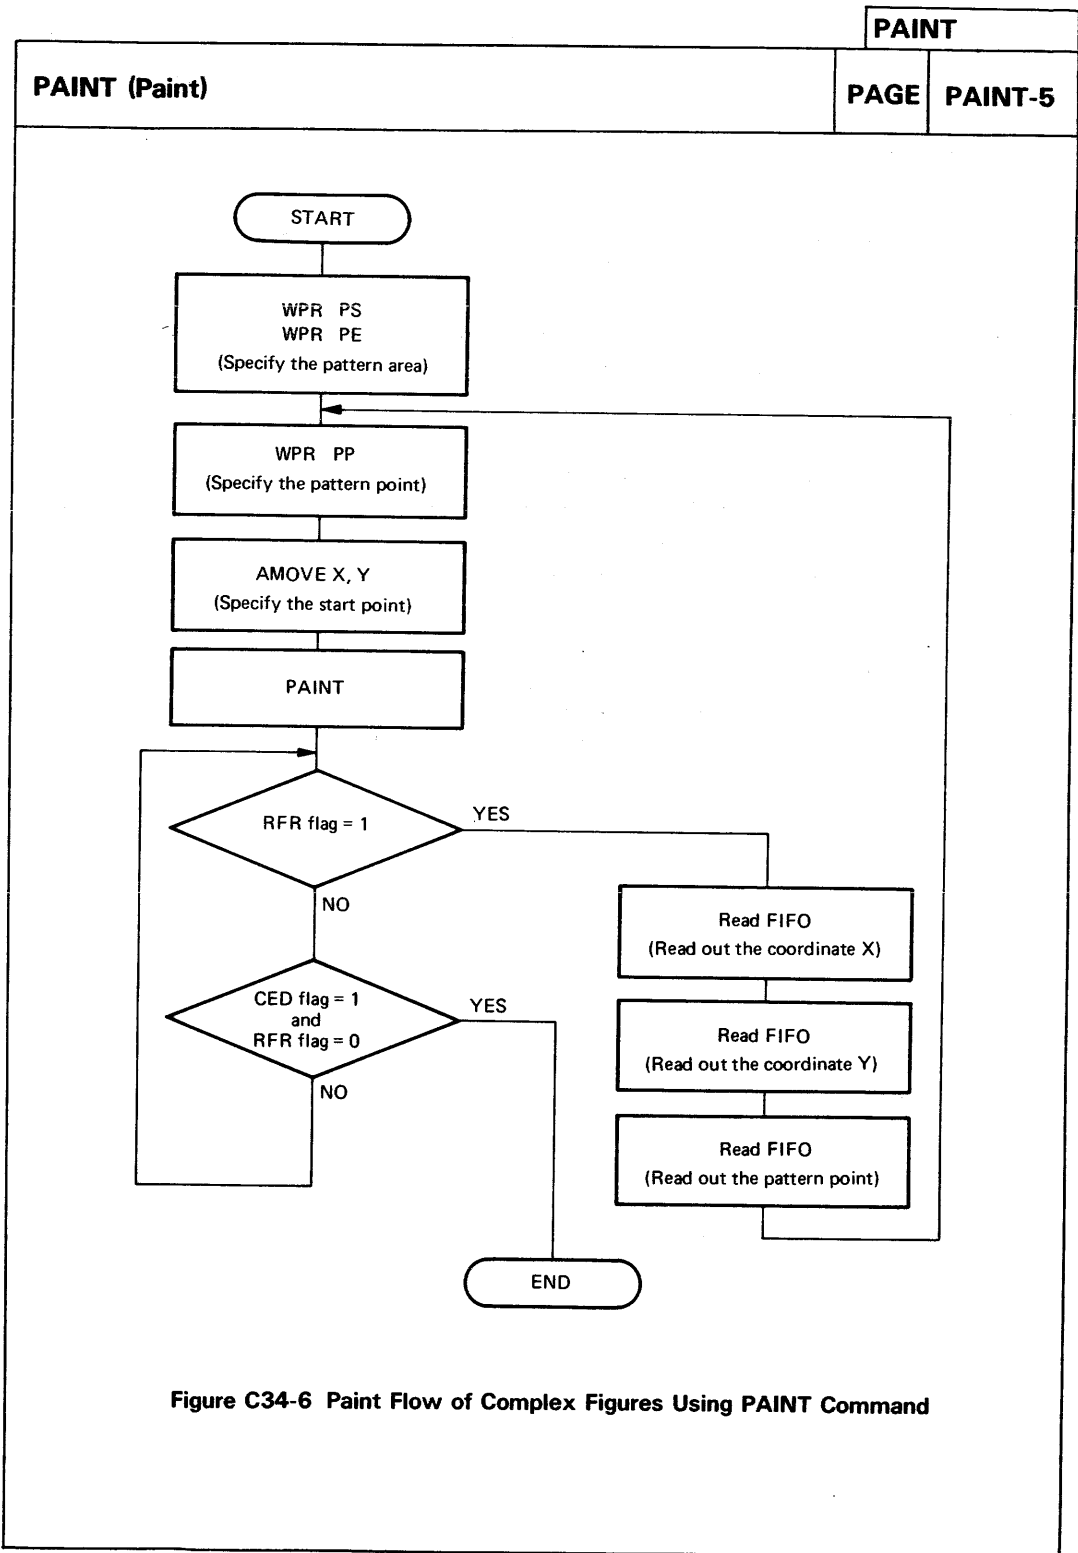 PAINT
PAINT (Paint)
PAGE
PAINT-5
START
WPR PS
WPR PE
(Specify the pattern area)
WPR PP
(Specify the pattern point)
AMOVE X, Y
(Specify the start point)
PAINT
RFR flag = 1
YES
NO
Read FIFO
(Read out the coordinate X)
CED flag = 1
and
RFR flag = 0
YES
NO
Read FIFO
(Read out the coordinate Y)
Read FIFO
(Read out the pattern point)
END
Figure C34-6 Paint Flow of Complex Figures Using PAINT Command